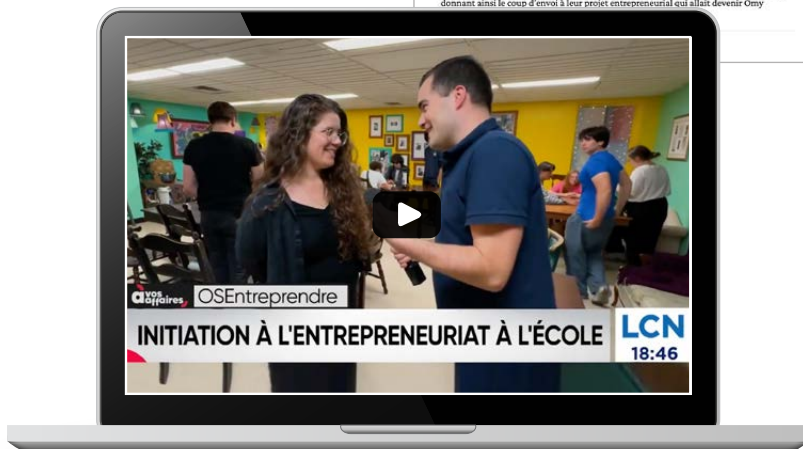 donnant ainsi le coup d'envoi à leur projet entrepreneurial qui allait devenir Omy
à vos affaires
OSEntreprendre
INITIATION À L'ENTREPRENEURIAT À L'ÉCOLE
LCN
18:46